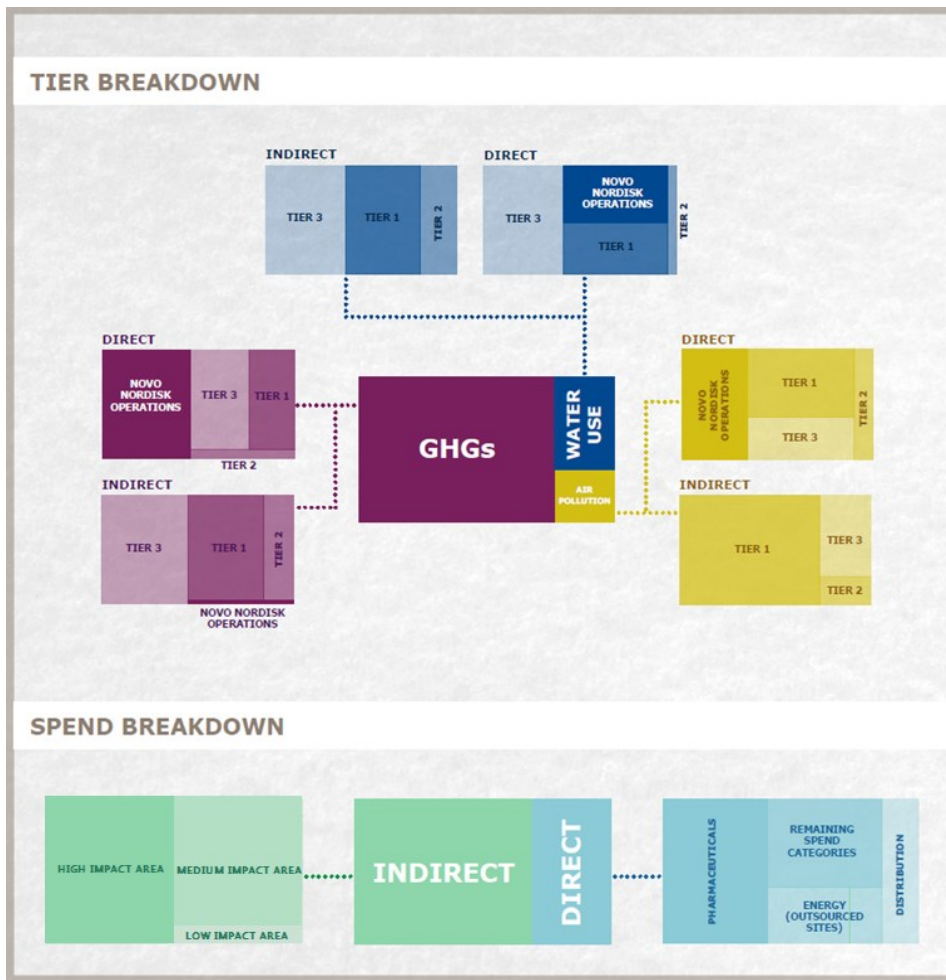 TIER BREAKDOWN
INDIRECT
TIER 3
TIER 1
TIER 2
DIRECT
TIER 3
NOVO
NORDISK
OPERATIONS
TIER 1
TIER 2
DIRECT
NOVO
NORDISK
OPERATIONS
TIER 3
TIER 1
TIER 2
INDIRECT
TIER 3
TIER 1
TIER 2
NOVO NORDISK
OPERATIONS
GHGs
WATER
USE
AIR
POLLUTION
DIRECT
NOVO
NORDISK
OPERATIONS
TIER 1
TIER 3
TIER 2
INDIRECT
TIER 1
TIER 3
TIER 2
SPEND BREAKDOWN
HIGH IMPACT AREA
MEDIUM IMPACT AREA
LOW IMPACT AREA
INDIRECT
DIRECT
PHARMACEUTICALS
REMAINING
SPEND
CATEGORIES
ENERGY
(OUTSOURCED
SITES)
DISTRIBUTION